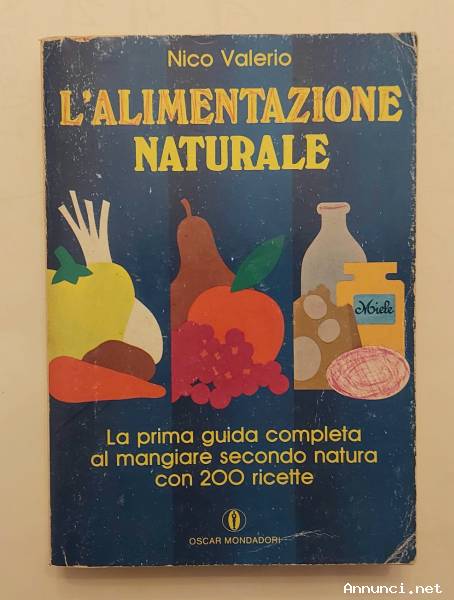 Nico Valerio
L'ALIMENTAZIONE
NATURALE
Miele
La prima guida completa
al mangiare secondo natura
con 200 ricette
OSCAR MONDADORI
Annunci.net